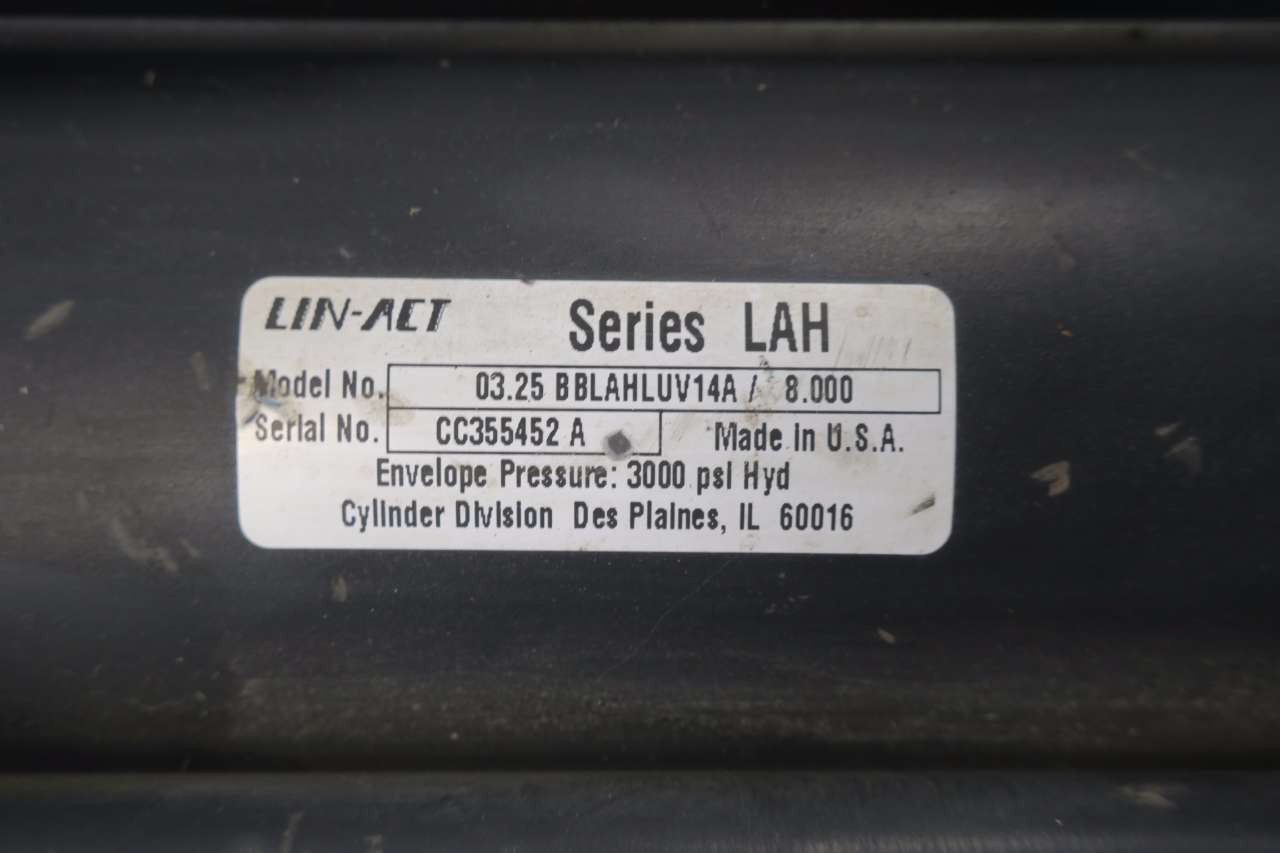 LIN-ACT Series LAH
Model No. 03.25 BBLAHLUV14A / 8.000
Serial No. CC355452 A Made in U.S.A.
Envelope Pressure: 3000 psi Hyd
Cylinder Division Des Plaines, IL 60016